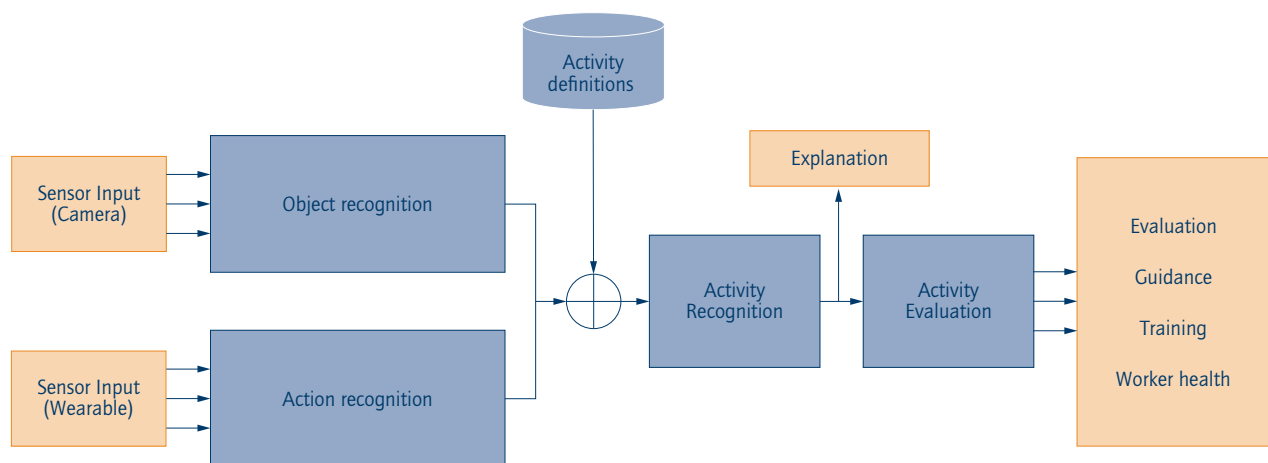 Activity
definitions
Sensor Input
(Camera)
Object recognition
Explanation
Sensor Input
(Wearable)
Action recognition
Activity
Recognition
Activity
Evaluation
Evaluation
Guidance
Training
Worker health